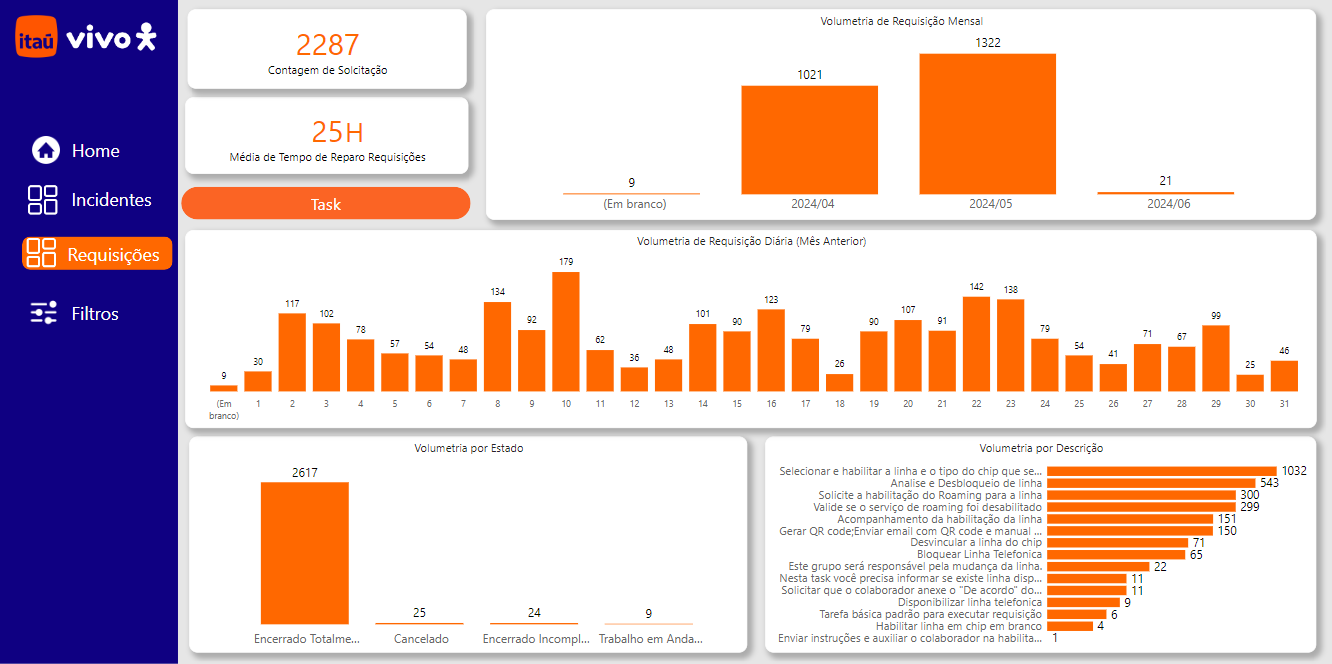 itaú vivo
Home
Incidentes
Requisições
Filtros
2287
Contagem de Solcitação
25H
Média de Tempo de Reparo Requisições
Task
Volumetria de Requisição Mensal
9
1021
1322
21
(Em branco) 2024/04 2024/05 2024/06
Volumetria de Requisição Diária (Mês Anterior)
9 30 117 102 78 57 54 48 134 92 179 62 36 48 101 90 123 79 26 90 107 91 142 138 79 54 41 71 67 99 25 46
(Em 1 2 3 4 5 6 7 8 9 10 11 12 13 14 15 16 17 18 19 20 21 22 23 24 25 26 27 28 29 30 31
branco)
Volumetria por Estado
2617 25 24 9
Encerrado Totalme... Cancelado Encerrado Incompl... Trabalho em Anda...
Volumetria por Descrição
Selecionar e habilitar a linha e o tipo do chip que se... 1032
Analise e Desbloqueio de linha 543
Solicite a habilitação do Roaming para a linha 300
Valide se o serviço de roaming foi desabilitado 299
Acompanhamento da habilitação da linha 151
Gerar QR code;Enviar email com QR code e manual ... 150
Desvincular a linha do chip 71
Bloquear Linha Telefonica 65
Este grupo será responsável pela mudança da linha. 22
Nesta task você precisa informar se existe linha disp... 11
Solicitar que o colaborador anexe o "De acordo" do... 11
Disponibilizar linha telefonica 9
Tarefa básica padrão para executar requisição 6
Habilitar linha em chip em branco 4
Enviar instruções e auxiliar o colaborador na habilita... 1